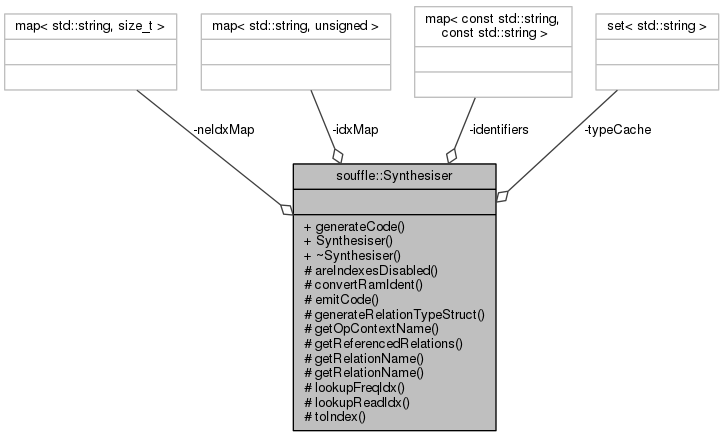 map< std::string, size_t >
map< std::string, unsigned >
map< const std::string,
const std::string >
set< std::string >
-neIdxMap
-idxMap
-identifiers
-typeCache
souffle::Synthesiser
+ generateCode()
+ Synthesiser()
+ ~Synthesiser()
# areIndexesDisabled()
# convertRamIdent()
# emitCode()
# generateRelationTypeStruct()
# getOpContextName()
# getReferencedRelations()
# getRelationName()
# getRelationName()
# lookupFreqIdx()
# lookupReadIdx()
# toIndex()